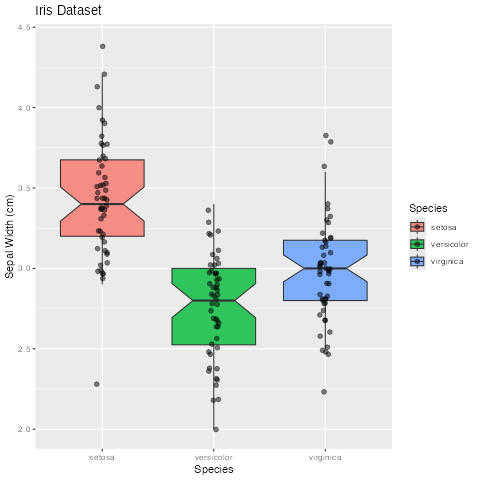 Iris Dataset
4.5
4.0
3.5
3.0
2.5
2.0
Sepal Width (cm)
setosa
versicolor
virginica
Species
Species
setosa
versicolor
virginica